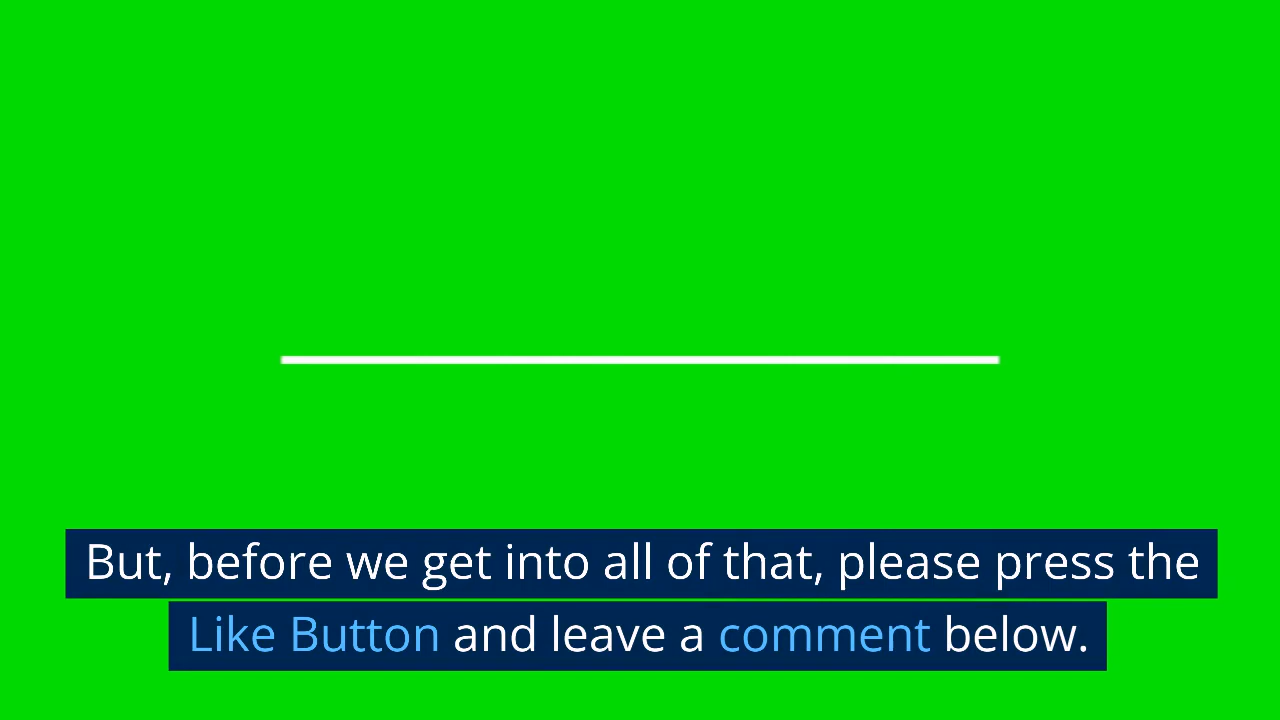 But, before we get into all of that, please press the
Like Button and leave a comment below.